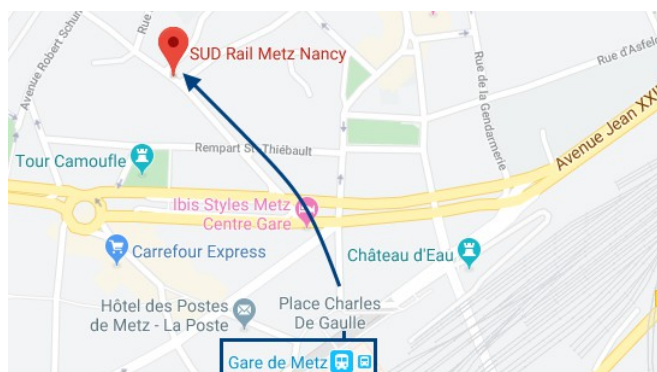 Rue
Avenue Robert Schum
SUD Rail Metz Nancy
Rue d'Asfeld
Rue de la Gendarmerie
Avenue Jean XXIII
Rempart St-Thiébault
Tour Camoufle
Ibis Styles Metz
Centre Gare
Carrefour Express
Château d'Eau
Hôtel des Postes
de Metz - La Poste
Place Charles
De Gaulle
Gare de Metz